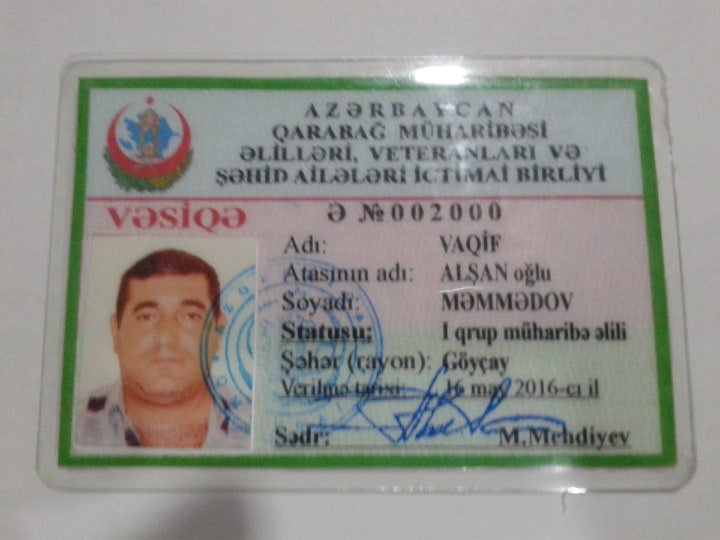 AZƏRBAYCAN
QARABAĞ MÜHARİBƏSİ
ƏLİLLƏRİ, VETERANLARI VƏ
ŞƏHİD AİLƏLƏRİ İCTİMAİ BİRLİYİ
VƏSİQƏ
Ə №002000
Adı: VAQİF
Atasının adı: ALŞAN oğlu
Soyadı: MƏMMƏDOV
Statusu: I qrup müharibə əlili
Şəhər (rayon): Göyçay
Verilmə tarixi: 16 may 2016-cı il
Sədr: M.Mehdiyev